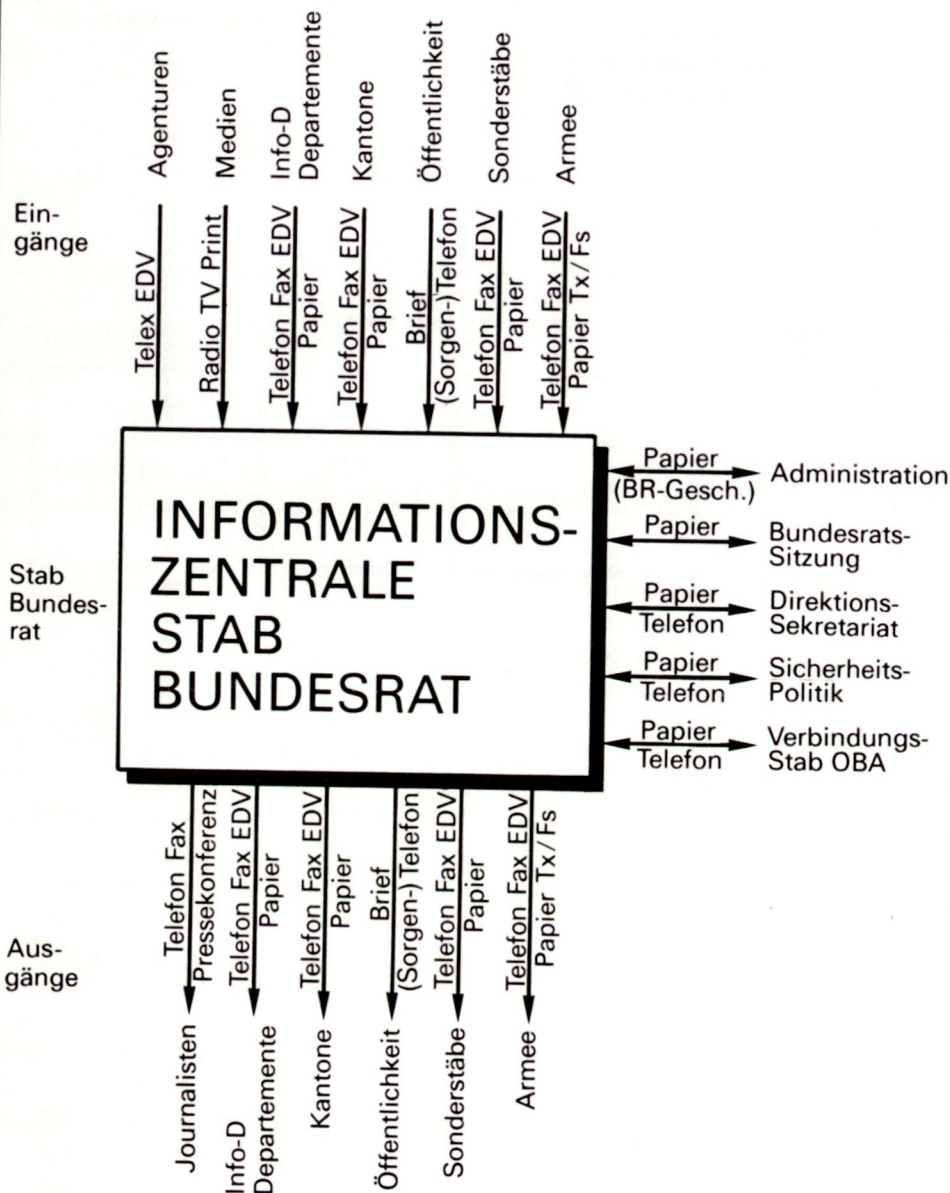 Agenturen
Medien
Info-D
Departemente
Kantone
Öffentlichkeit
Sonderstäbe
Armee
Ein-
gänge
Telex EDV
Radio TV Print
Telefon Fax EDV
Papier
Telefon Fax EDV
Papier
Brief
(Sorgen-)Telefon
Telefon Fax EDV
Papier
Telefon Fax EDV
Papier Tx/Fs
Stab
Bundes-
rat
INFORMATIONS-
ZENTRALE
STAB
BUNDESRAT
Papier
(BR-Gesch.)
Administration
Papier
Bundesrats-
Sitzung
Papier
Telefon
Direktions-
Sekretariat
Papier
Telefon
Sicherheits-
Politik
Papier
Telefon
Verbindungs-
Stab OBA
Aus-
gänge
Telefon Fax
Pressekonferenz
Telefon Fax EDV
Papier
Telefon Fax EDV
Papier
Brief
(Sorgen-)Telefon
Telefon Fax EDV
Papier
Telefon Fax EDV
Papier Tx/Fs
Journalisten
Info-D
Departemente
Kantone
Öffentlichkeit
Sonderstäbe
Armee